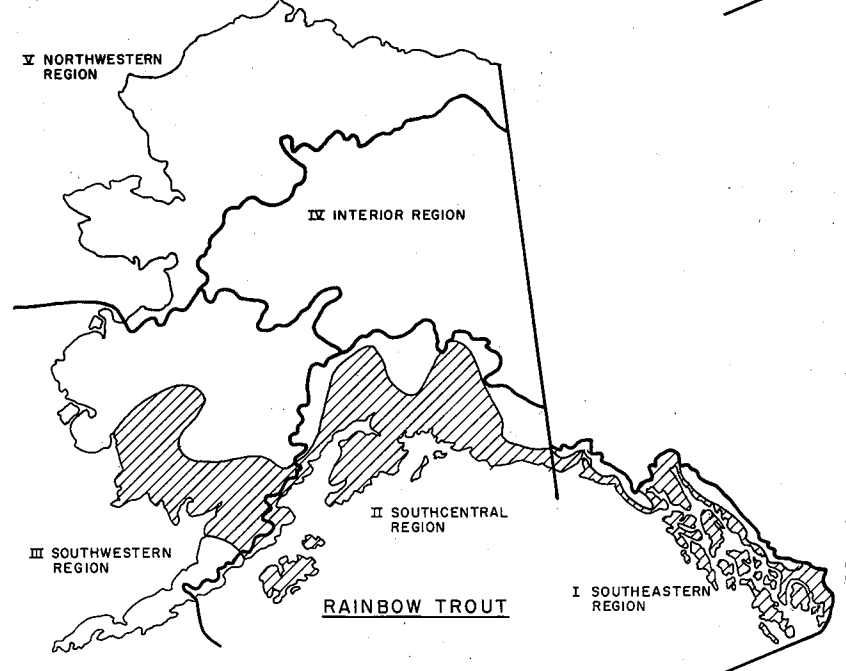 V NORTHWESTERN
REGION
IV INTERIOR REGION
II SOUTHCENTRAL
REGION
III SOUTHWESTERN
REGION
I SOUTHEASTERN
REGION
RAINBOW TROUT